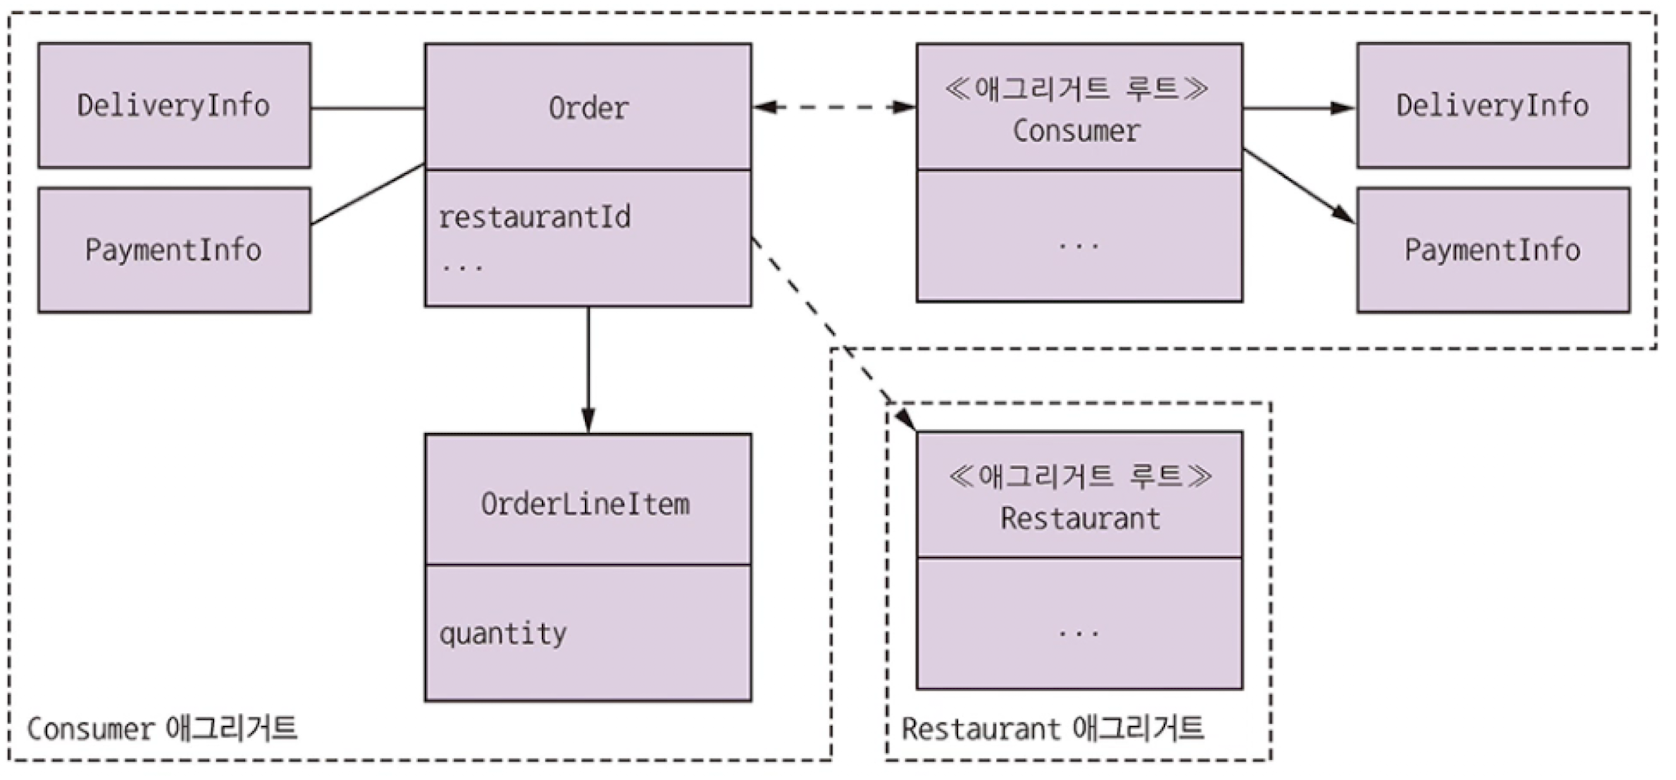 DeliveryInfo
PaymentInfo
Order
restaurantId
...
OrderLineItem
quantity
≪애그리거트 루트≫
Consumer
...
DeliveryInfo
PaymentInfo
≪애그리거트 루트≫
Restaurant
...
Consumer 애그리거트
Restaurant 애그리거트